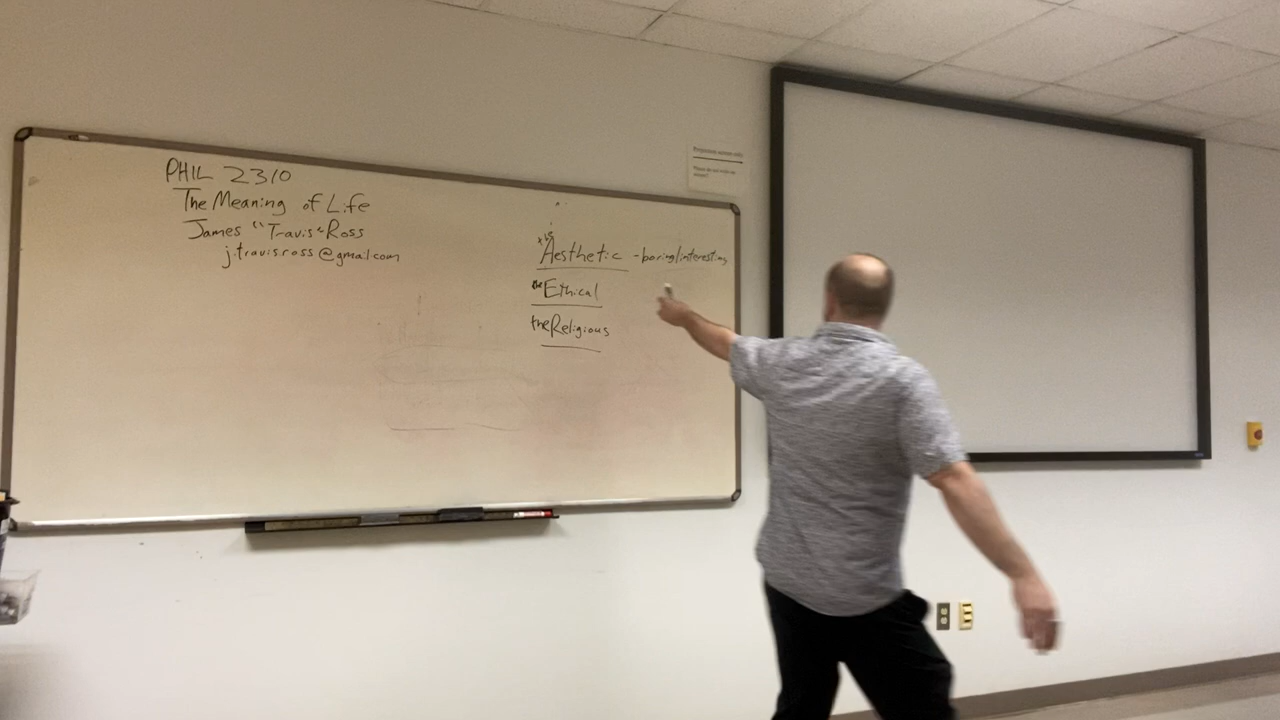 PHIL 2310
The Meaning of Life
James "Travis" Ross
j.travisross@gmail.com
the
Aesthetic - boring/interesting
the Ethical
the Religious